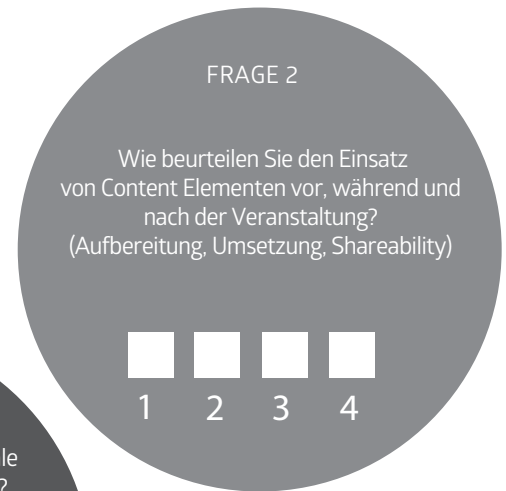 FRAGE 2
Wie beurteilen Sie den Einsatz
von Content Elementen vor, während und
nach der Veranstaltung?
(Aufbereitung, Umsetzung, Shareability)
1 2 3 4
le
?